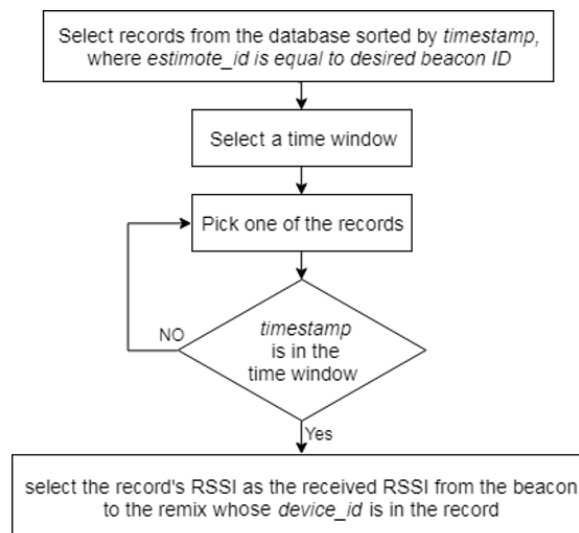 Select records from the database sorted by timestamp,
where estimote_id is equal to desired beacon ID
Select a time window
Pick one of the records
NO
timestamp
is in the
time window
Yes
select the record's RSSI as the received RSSI from the beacon
to the remix whose device_id is in the record